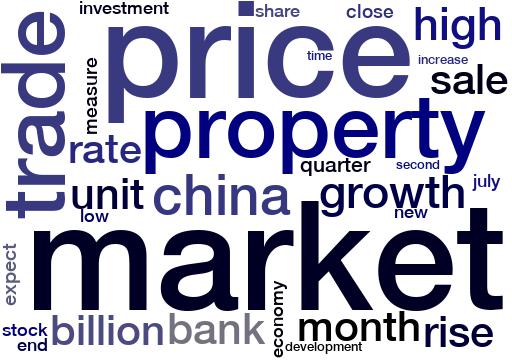 investment
share
close
high
trade
price
time
increase
measure
sale
property
rate
quarter
second
unit
china
growth
july
low
new
market
expect
stock
end
billion
bank
economy
month
rise
development